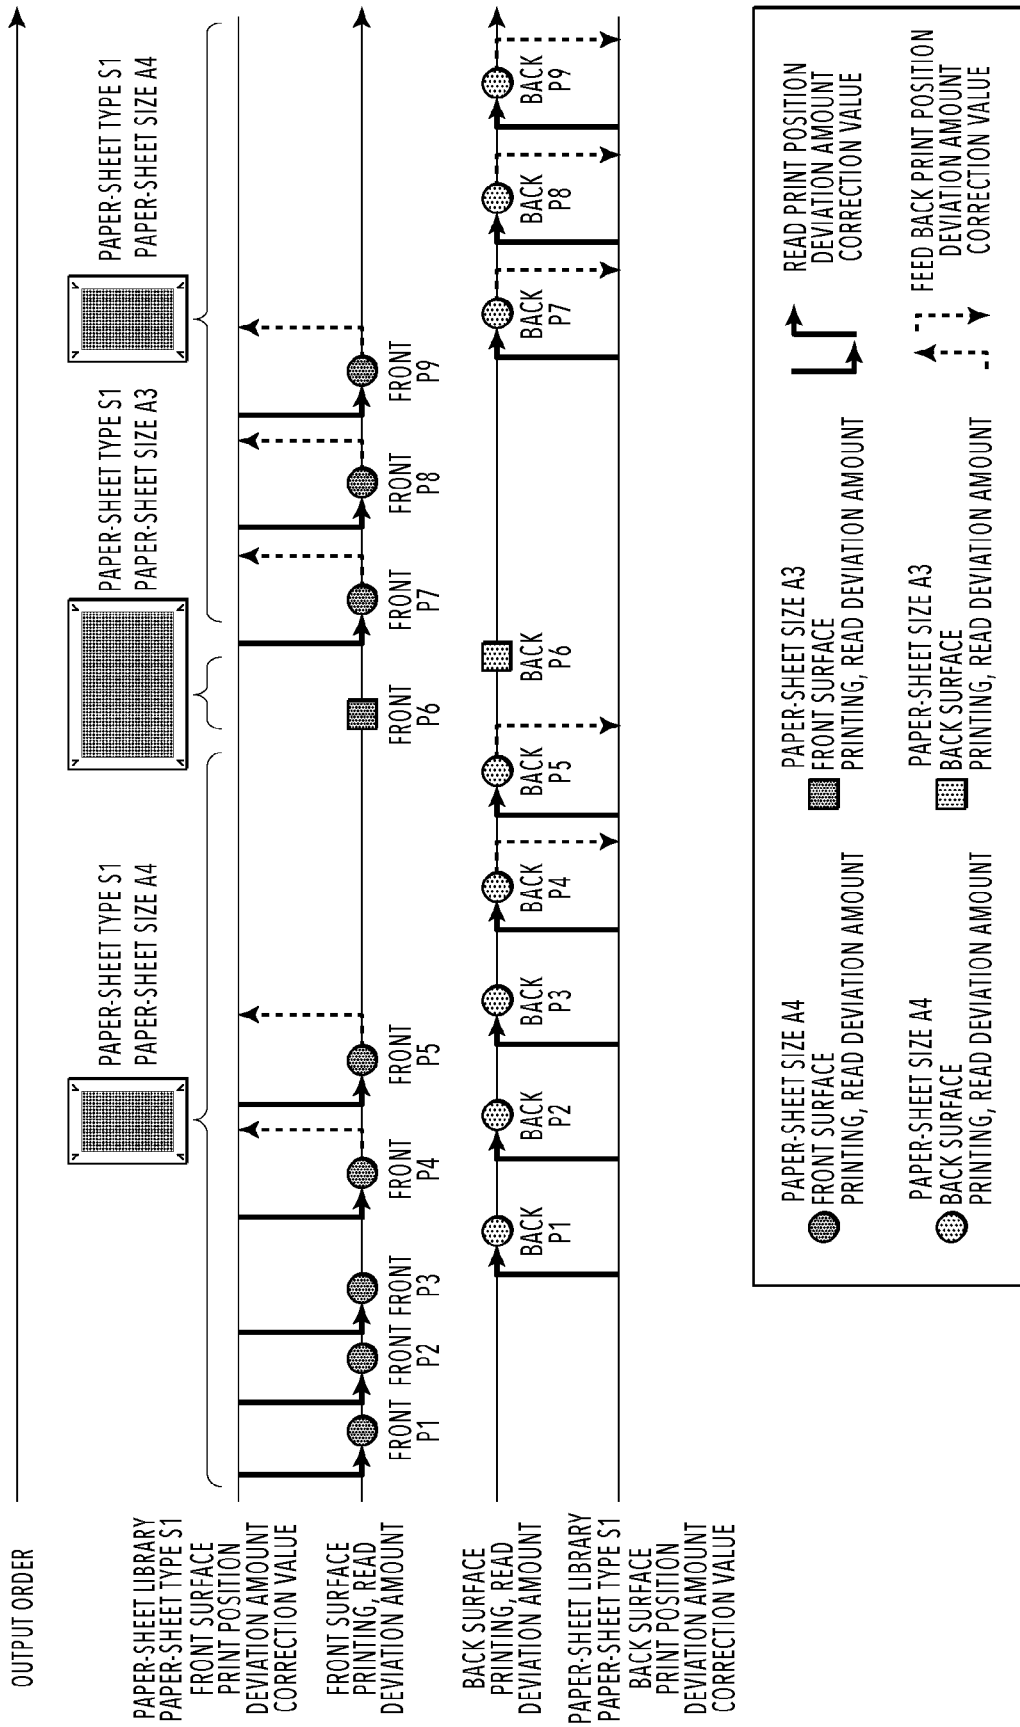 OUTPUT ORDER
PAPER-SHEET TYPE S1
PAPER-SHEET SIZE A4
PAPER-SHEET TYPE S1
PAPER-SHEET SIZE A3
PAPER-SHEET TYPE S1
PAPER-SHEET SIZE A4
PAPER-SHEET LIBRARY
PAPER-SHEET TYPE S1
FRONT SURFACE
PRINT POSITION
DEVIATION AMOUNT
CORRECTION VALUE
FRONT SURFACE
PRINTING, READ
DEVIATION AMOUNT
FRONT
P1
FRONT
P2
FRONT
P3
FRONT
P4
FRONT
P5
FRONT
P6
FRONT
P7
FRONT
P8
FRONT
P9
BACK SURFACE
PRINTING, READ
DEVIATION AMOUNT
BACK
P1
BACK
P2
BACK
P3
BACK
P4
BACK
P5
BACK
P6
BACK
P7
BACK
P8
BACK
P9
PAPER-SHEET LIBRARY
PAPER-SHEET TYPE S1
BACK SURFACE
PRINT POSITION
DEVIATION AMOUNT
CORRECTION VALUE
PAPER-SHEET SIZE A4
FRONT SURFACE
PRINTING, READ DEVIATION AMOUNT
PAPER-SHEET SIZE A3
FRONT SURFACE
PRINTING, READ DEVIATION AMOUNT
READ PRINT POSITION
DEVIATION AMOUNT
CORRECTION VALUE
PAPER-SHEET SIZE A4
BACK SURFACE
PRINTING, READ DEVIATION AMOUNT
PAPER-SHEET SIZE A3
BACK SURFACE
PRINTING, READ DEVIATION AMOUNT
FEED BACK PRINT POSITION
DEVIATION AMOUNT
CORRECTION VALUE